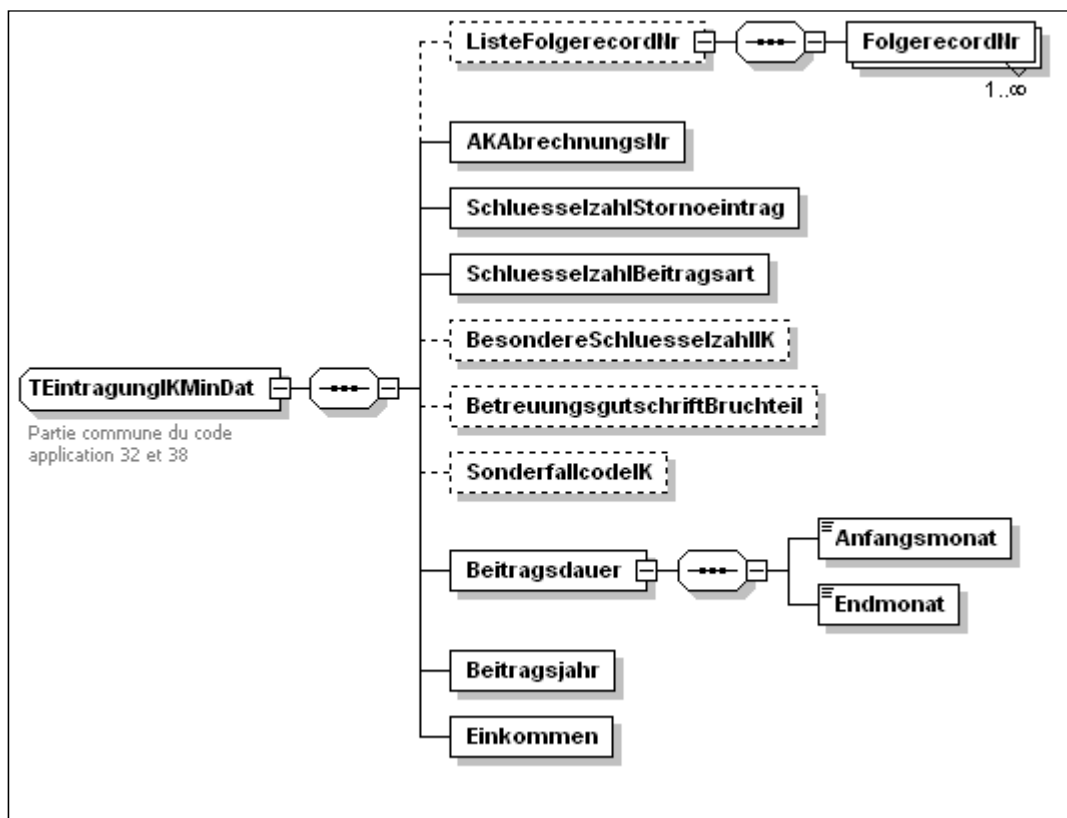 ListeFolgerecordNr
FolgerecordNr
1..∞
AKAbrechnungsNr
SchluesselzahlStornoeintrag
SchluesselzahlBeitragsart
BesondereSchluesselzahlIK
TEintragungIKMinDat
Partie commune du code
application 32 et 38
BetreuungsgutschriftBruchteil
SonderfallcodeIK
Beitragsdauer
Anfangsmonat
Endmonat
Beitragsjahr
Einkommen